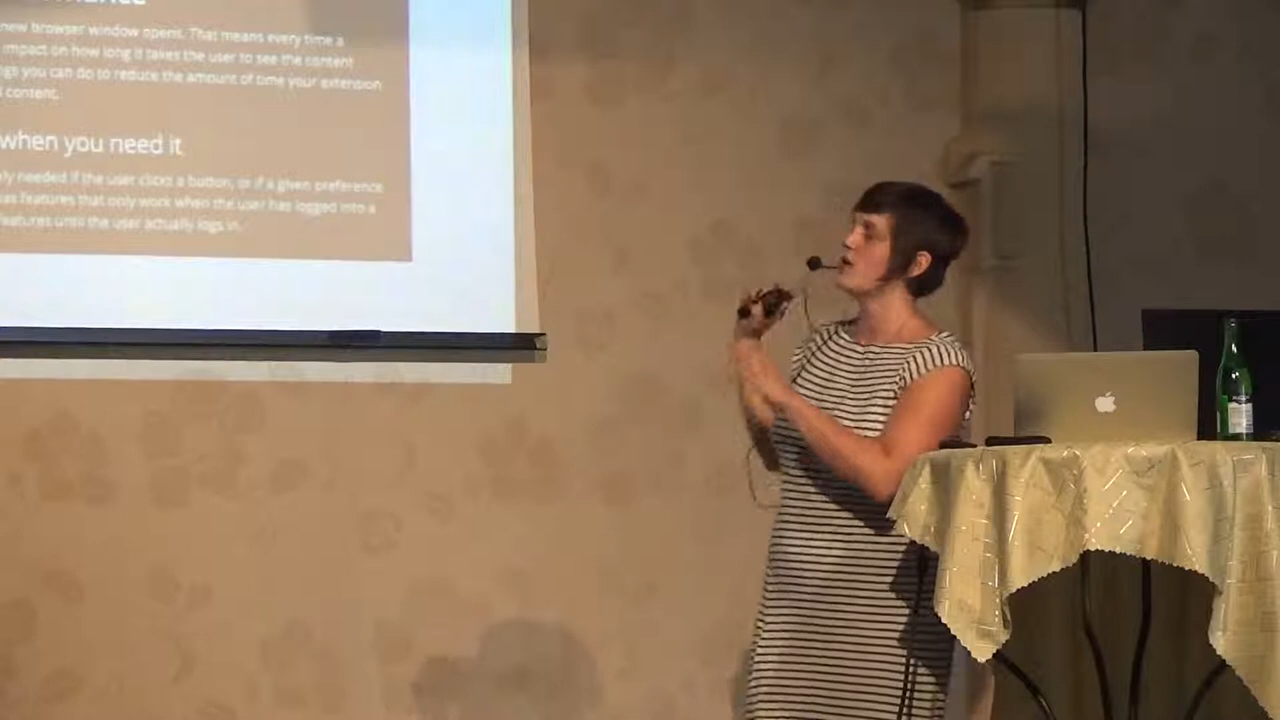 new browser window opens. That means every time a
impact on how long it takes the user to see the content
you can do to reduce the amount of time your extension
content.
when you need it
needed if the user clicks a button, or if a given preference
features that only work when the user has logged into a
features until the user actually logs in.